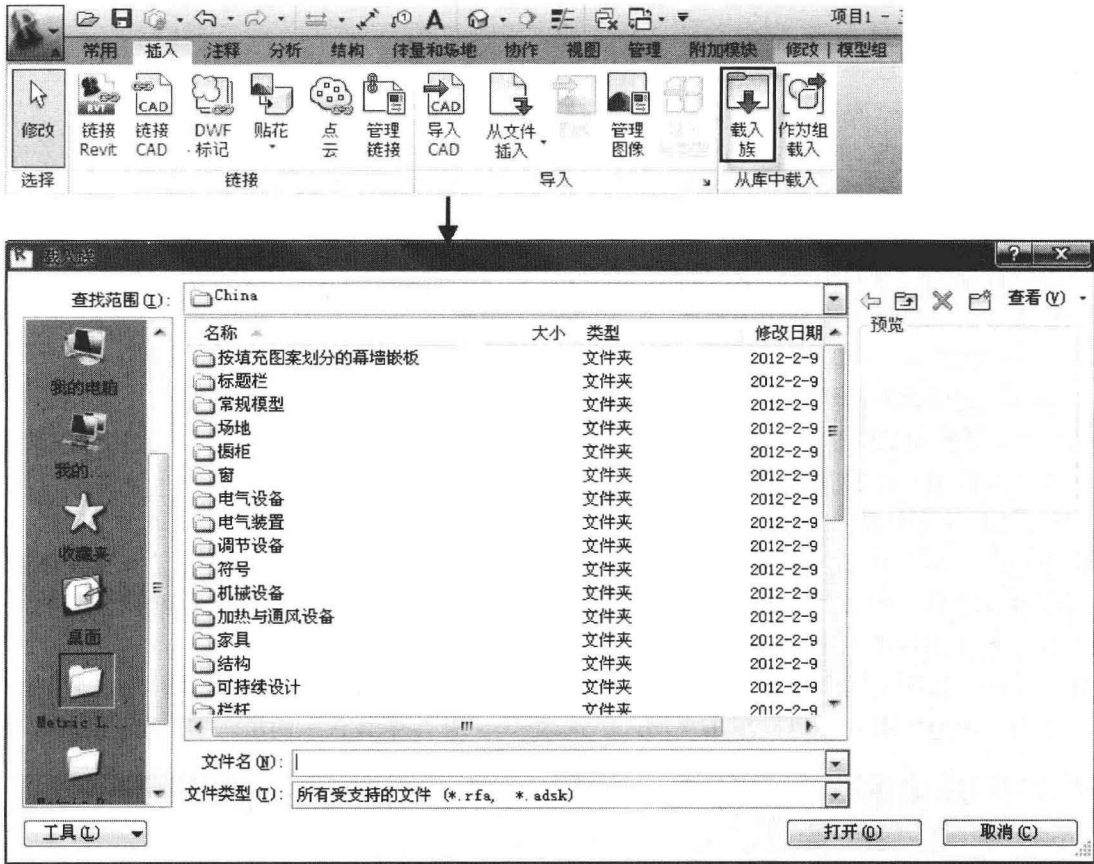 项目1 -
常用 插入 注释 分析 结构 体量和场地 协作 视图 管理 附加模块 修改 | 模型组
修改
链接 Revit
链接 CAD
DWF 标记
贴花
点云
管理链接
导入 CAD
从文件插入
管理图像
载入族
作为组载入
选择 链接 导入 从库中载入
载入族
查找范围(I): China 查看(V)
名称 大小 类型 修改日期 预览
按填充图案划分的幕墙嵌板 文件夹 2012-2-9
标题栏 文件夹 2012-2-9
常规模型 文件夹 2012-2-9
场地 文件夹 2012-2-9
橱柜 文件夹 2012-2-9
窗 文件夹 2012-2-9
电气设备 文件夹 2012-2-9
电气装置 文件夹 2012-2-9
调节设备 文件夹 2012-2-9
符号 文件夹 2012-2-9
机械设备 文件夹 2012-2-9
加热与通风设备 文件夹 2012-2-9
家具 文件夹 2012-2-9
结构 文件夹 2012-2-9
可持续设计 文件夹 2012-2-9
栏杆 文件夹 2012-2-9
我的电脑
我的...
收藏夹
桌面
Metric L...
文件名(N):
文件类型(T): 所有受支持的文件 (*.rfa, *.adsk)
工具(L) 打开(O) 取消(C)